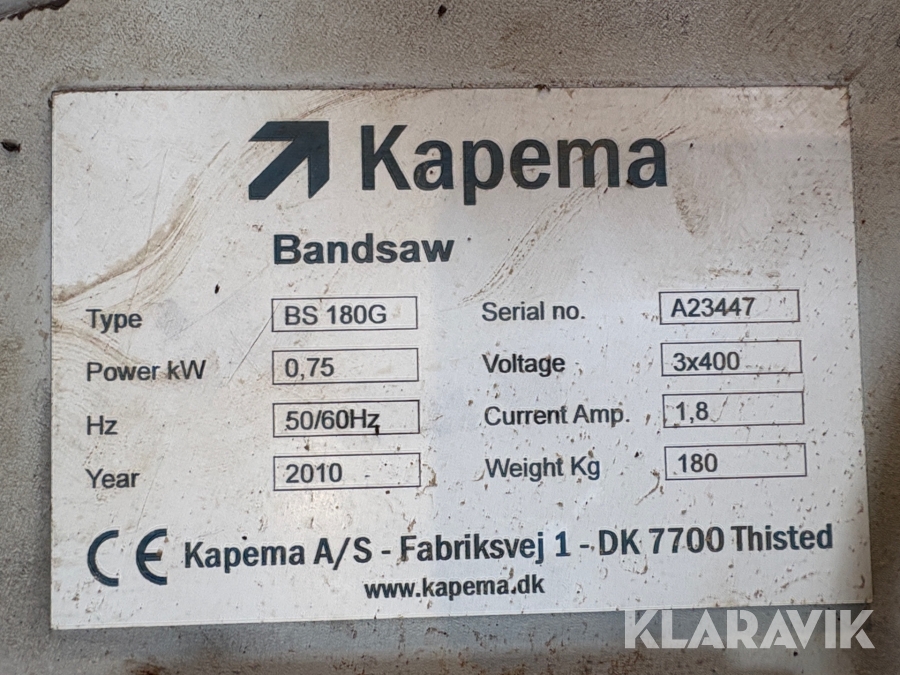 Kapema
Bandsaw
Type BS 180G Serial no. A23447
Power kW 0,75 Voltage 3x400
Hz 50/60Hz Current Amp. 1,8
Year 2010 Weight Kg 180
CE Kapema A/S - Fabriksvej 1 - DK 7700 Thisted
www.kapema.dk
KLARAVIK